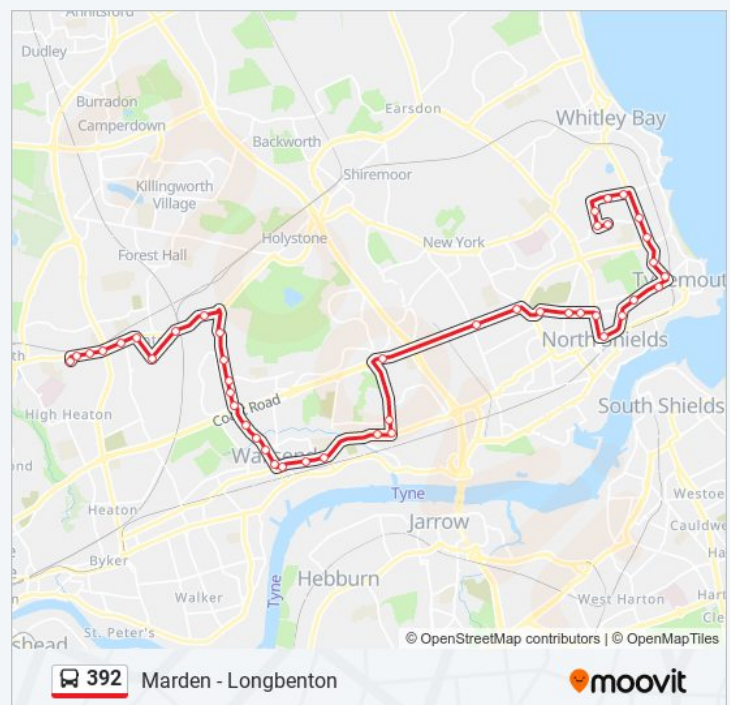 Annitsford
Dudley
Burradon
Camperdown
Earsdon
Whitley Bay
Backworth
Shiremoor
Killingworth
Village
New York
Holystone
Forest Hall
North Shields
High Heaton
Coast Road
South Shields
Tyne
Jarrow
Westoe
Heaton
Byker
Hebburn
Walker
Tyne
West Harton
St. Peter's
© OpenStreetMap contributors | © OpenMapTiles
392 Marden - Longbenton
moovit